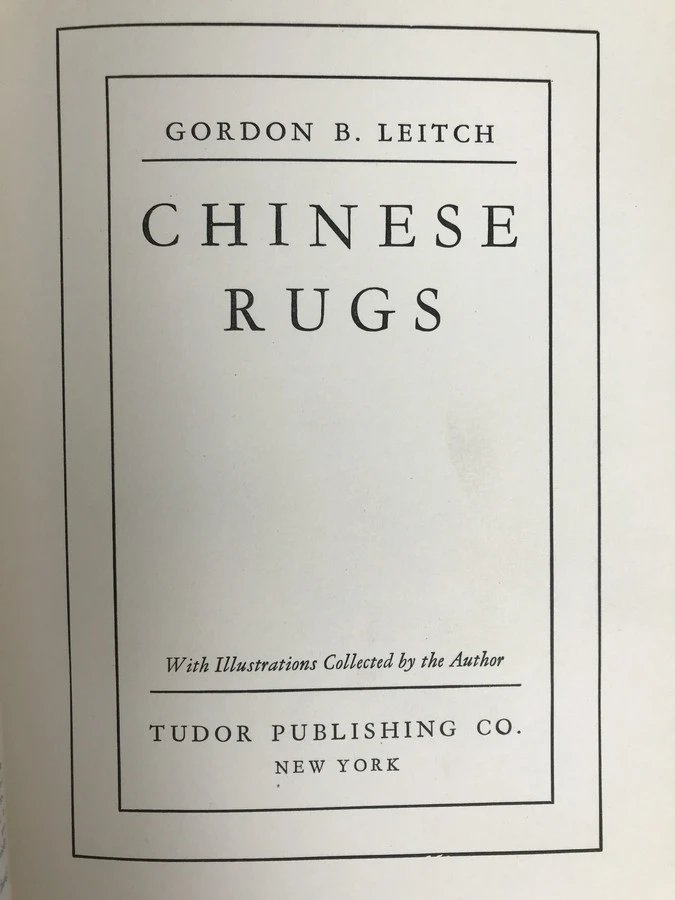 GORDON B. LEITCH
CHINESE
RUGS
With Illustrations Collected by the Author
TUDOR PUBLISHING CO.
NEW YORK